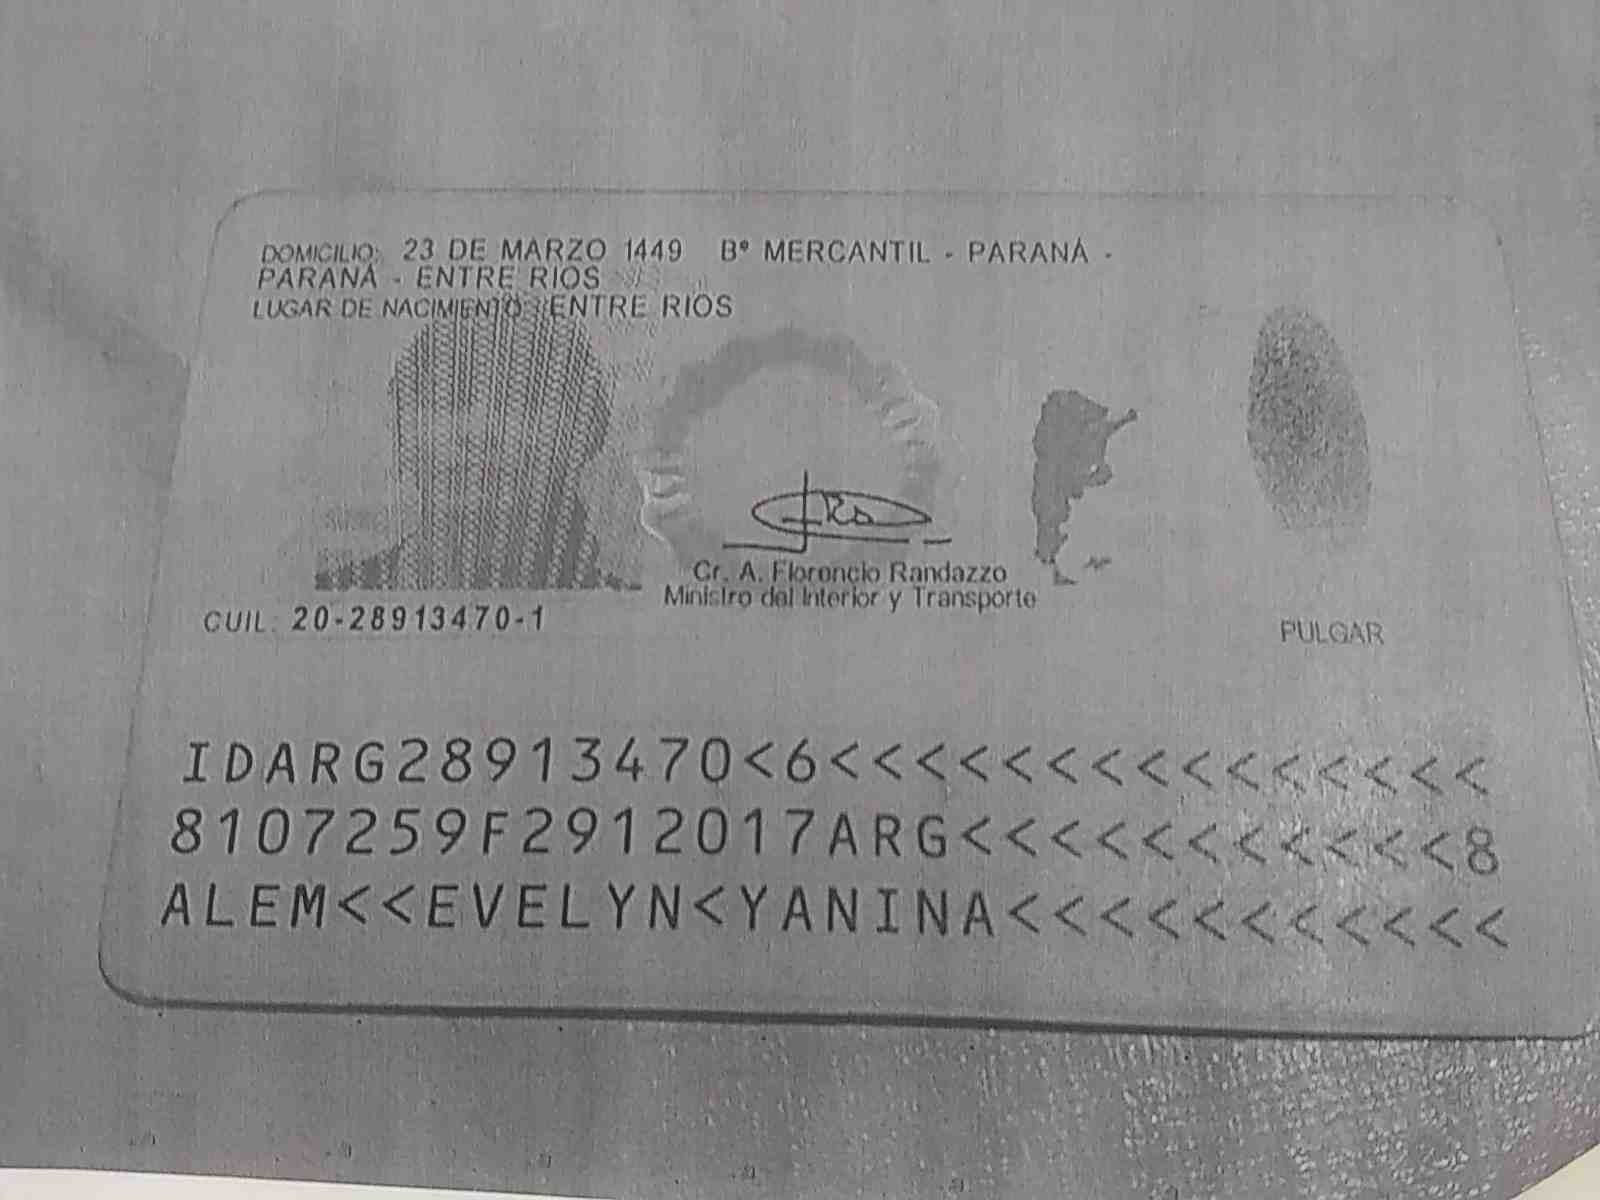 DOMICILIO: 23 DE MARZO 1449 Bº MERCANTIL - PARANÁ -
PARANÁ - ENTRE RIOS
LUGAR DE NACIMIENTO: ENTRE RIOS
Cr. A. Florencio Randazzo
Ministro del Interior y Transporte
CUIL: 20-28913470-1
PULGAR
IDARG28913470<6<<<<<<<<<<<<<<<
8107259F2912017ARG<<<<<<<<<<<8
ALEM<<EVELYN<YANINA<<<<<<<<<<<